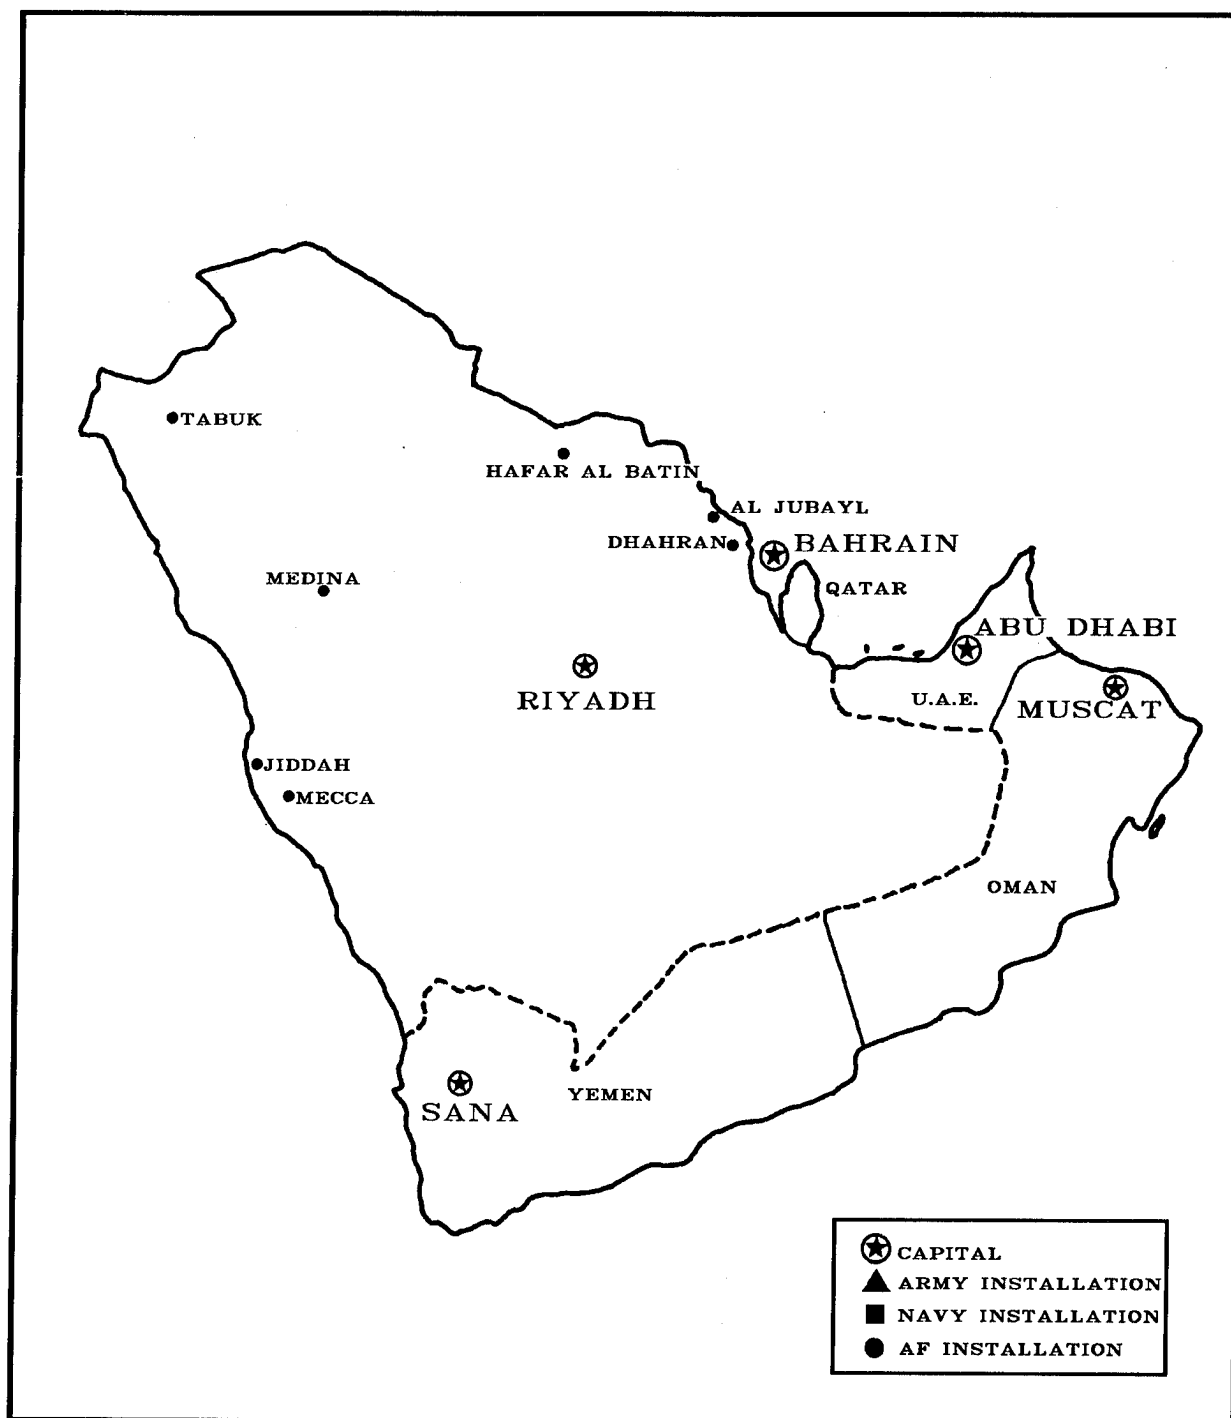 TABUK
HAFAR AL BATIN
AL JUBAYL
DHAHRAN
BAHRAIN
MEDINA
QATAR
ABU DHABI
RIYADH
U.A.E.
MUSCAT
JIDDAH
MECCA
OMAN
YEMEN
SANA
CAPITAL
ARMY INSTALLATION
NAVY INSTALLATION
AF INSTALLATION